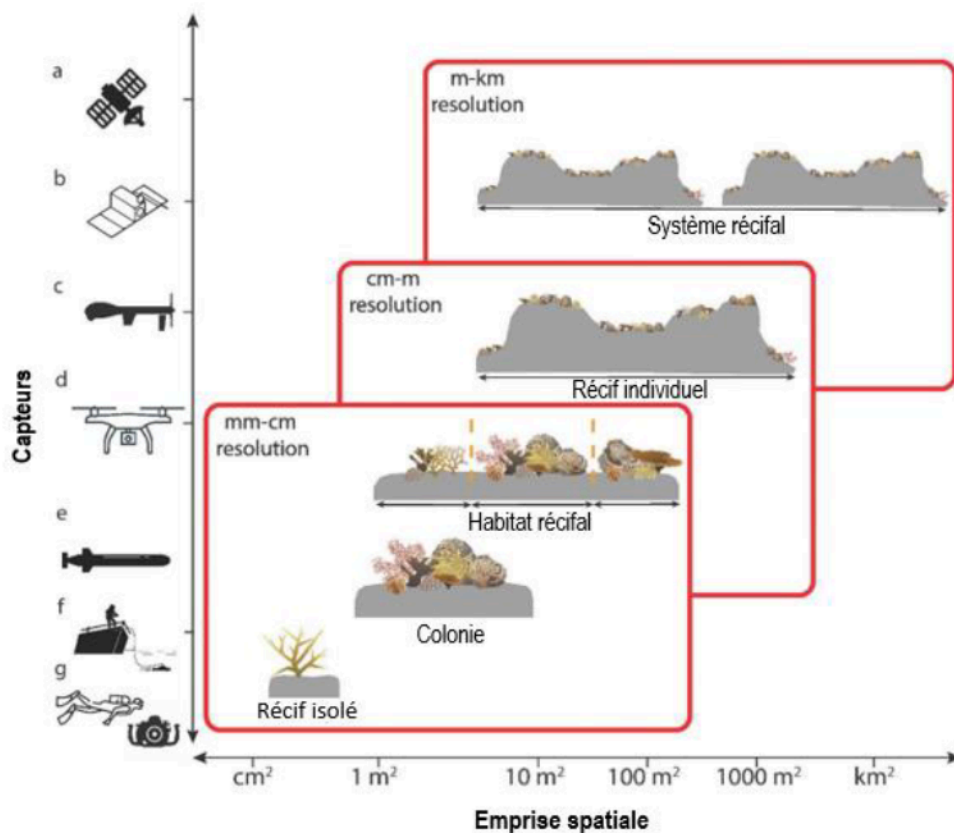 a
m-km
resolution
b
Système récifal
c
cm-m
resolution
d
Récif individuel
Capteurs
mm-cm
resolution
Habitat récifal
e
f
Colonie
g
Récif isolé
cm²
1 m²
10 m²
100 m²
1000 m²
km²
Emprise spatiale